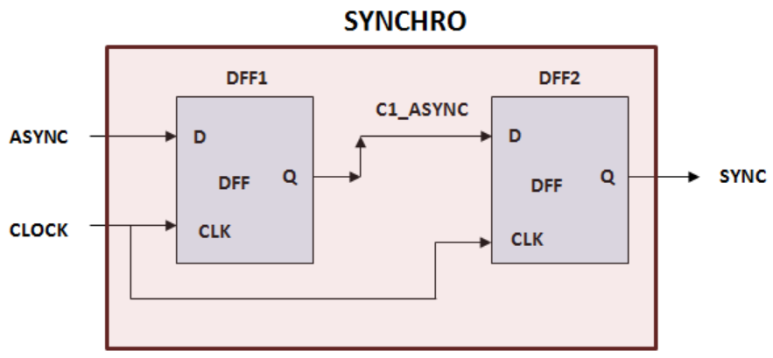 SYNCHRO
DFF1
DFF2
C1_ASYNC
ASYNC
D
D
DFF
Q
DFF
Q
SYNC
CLOCK
CLK
CLK